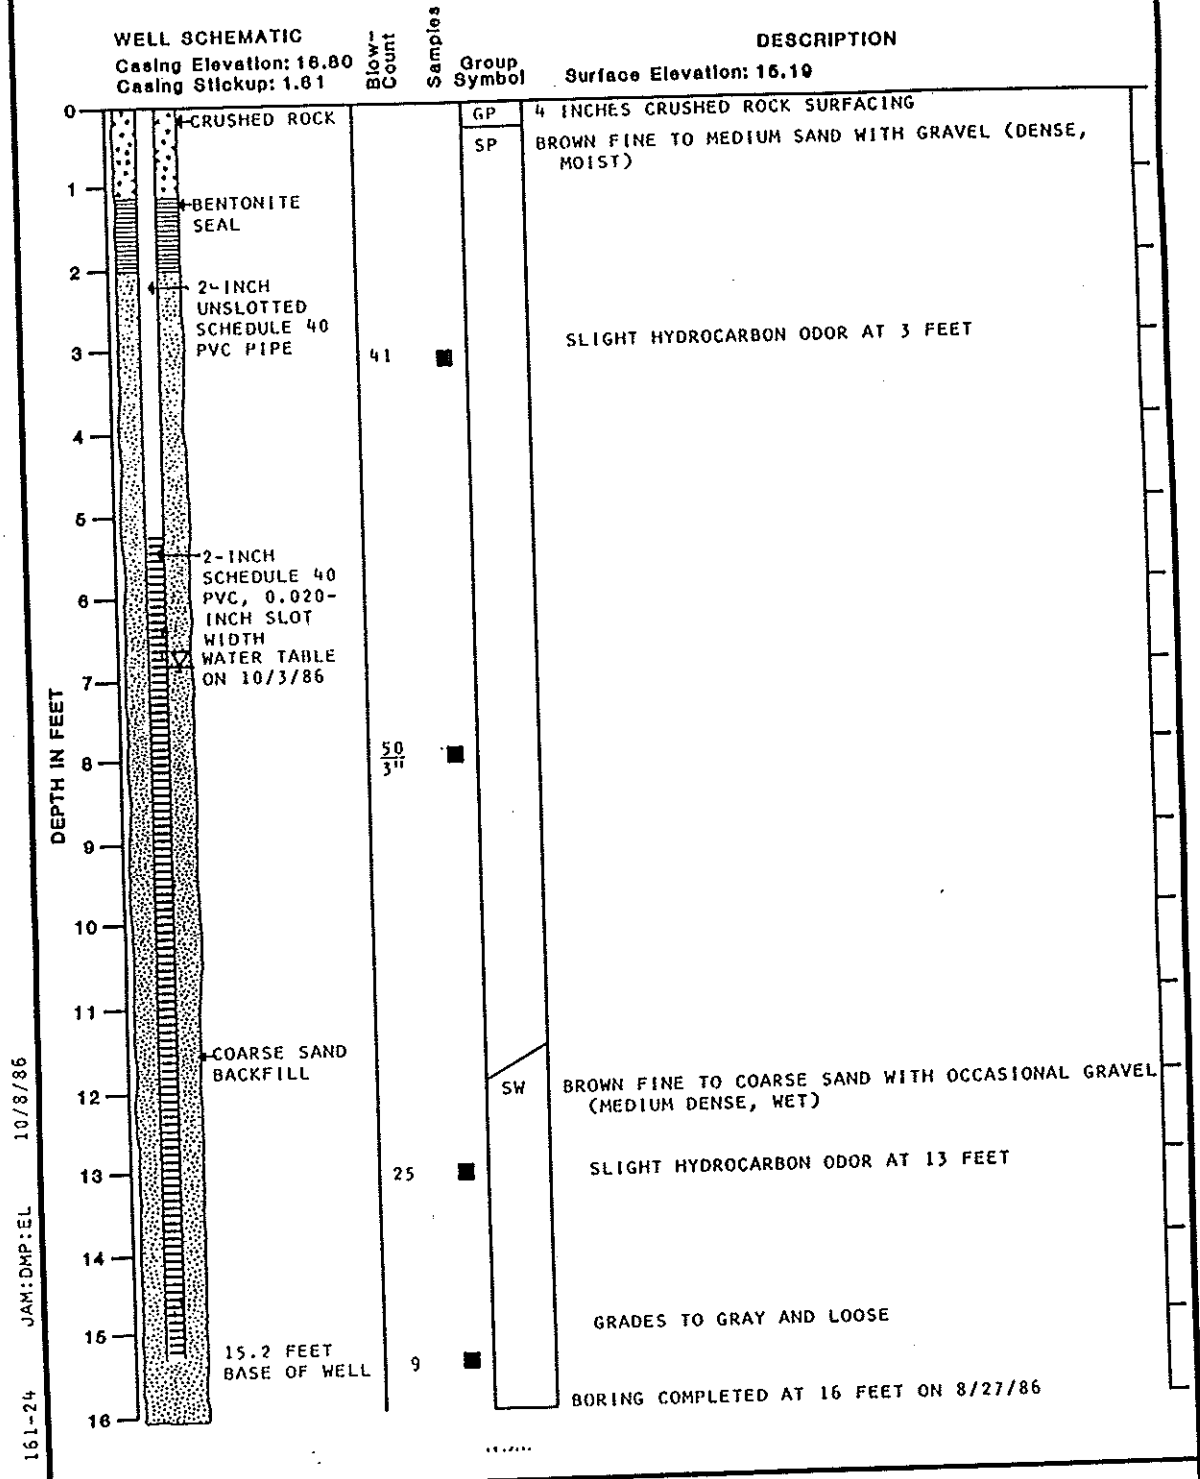 WELL SCHEMATIC
Casing Elevation: 16.80
Casing Stickup: 1.61
Blow-
Count
Samples
Group
Symbol
DESCRIPTION
Surface Elevation: 15.19
0
CRUSHED ROCK
GP
4 INCHES CRUSHED ROCK SURFACING
SP
BROWN FINE TO MEDIUM SAND WITH GRAVEL (DENSE,
MOIST)
1
BENTONITE
SEAL
2
2-INCH
UNSLOTTED
SCHEDULE 40
PVC PIPE
3
41
SLIGHT HYDROCARBON ODOR AT 3 FEET
4
5
2-INCH
SCHEDULE 40
PVC, 0.020-
INCH SLOT
WIDTH
6
WATER TABLE
ON 10/3/86
7
DEPTH IN FEET
8
50
3"
9
10
11
COARSE SAND
BACKFILL
12
SW
BROWN FINE TO COARSE SAND WITH OCCASIONAL GRAVEL
(MEDIUM DENSE, WET)
13
25
SLIGHT HYDROCARBON ODOR AT 13 FEET
14
GRADES TO GRAY AND LOOSE
15
15.2 FEET
BASE OF WELL
9
BORING COMPLETED AT 16 FEET ON 8/27/86
16
161-24 JAM:DMP:EL 10/8/86